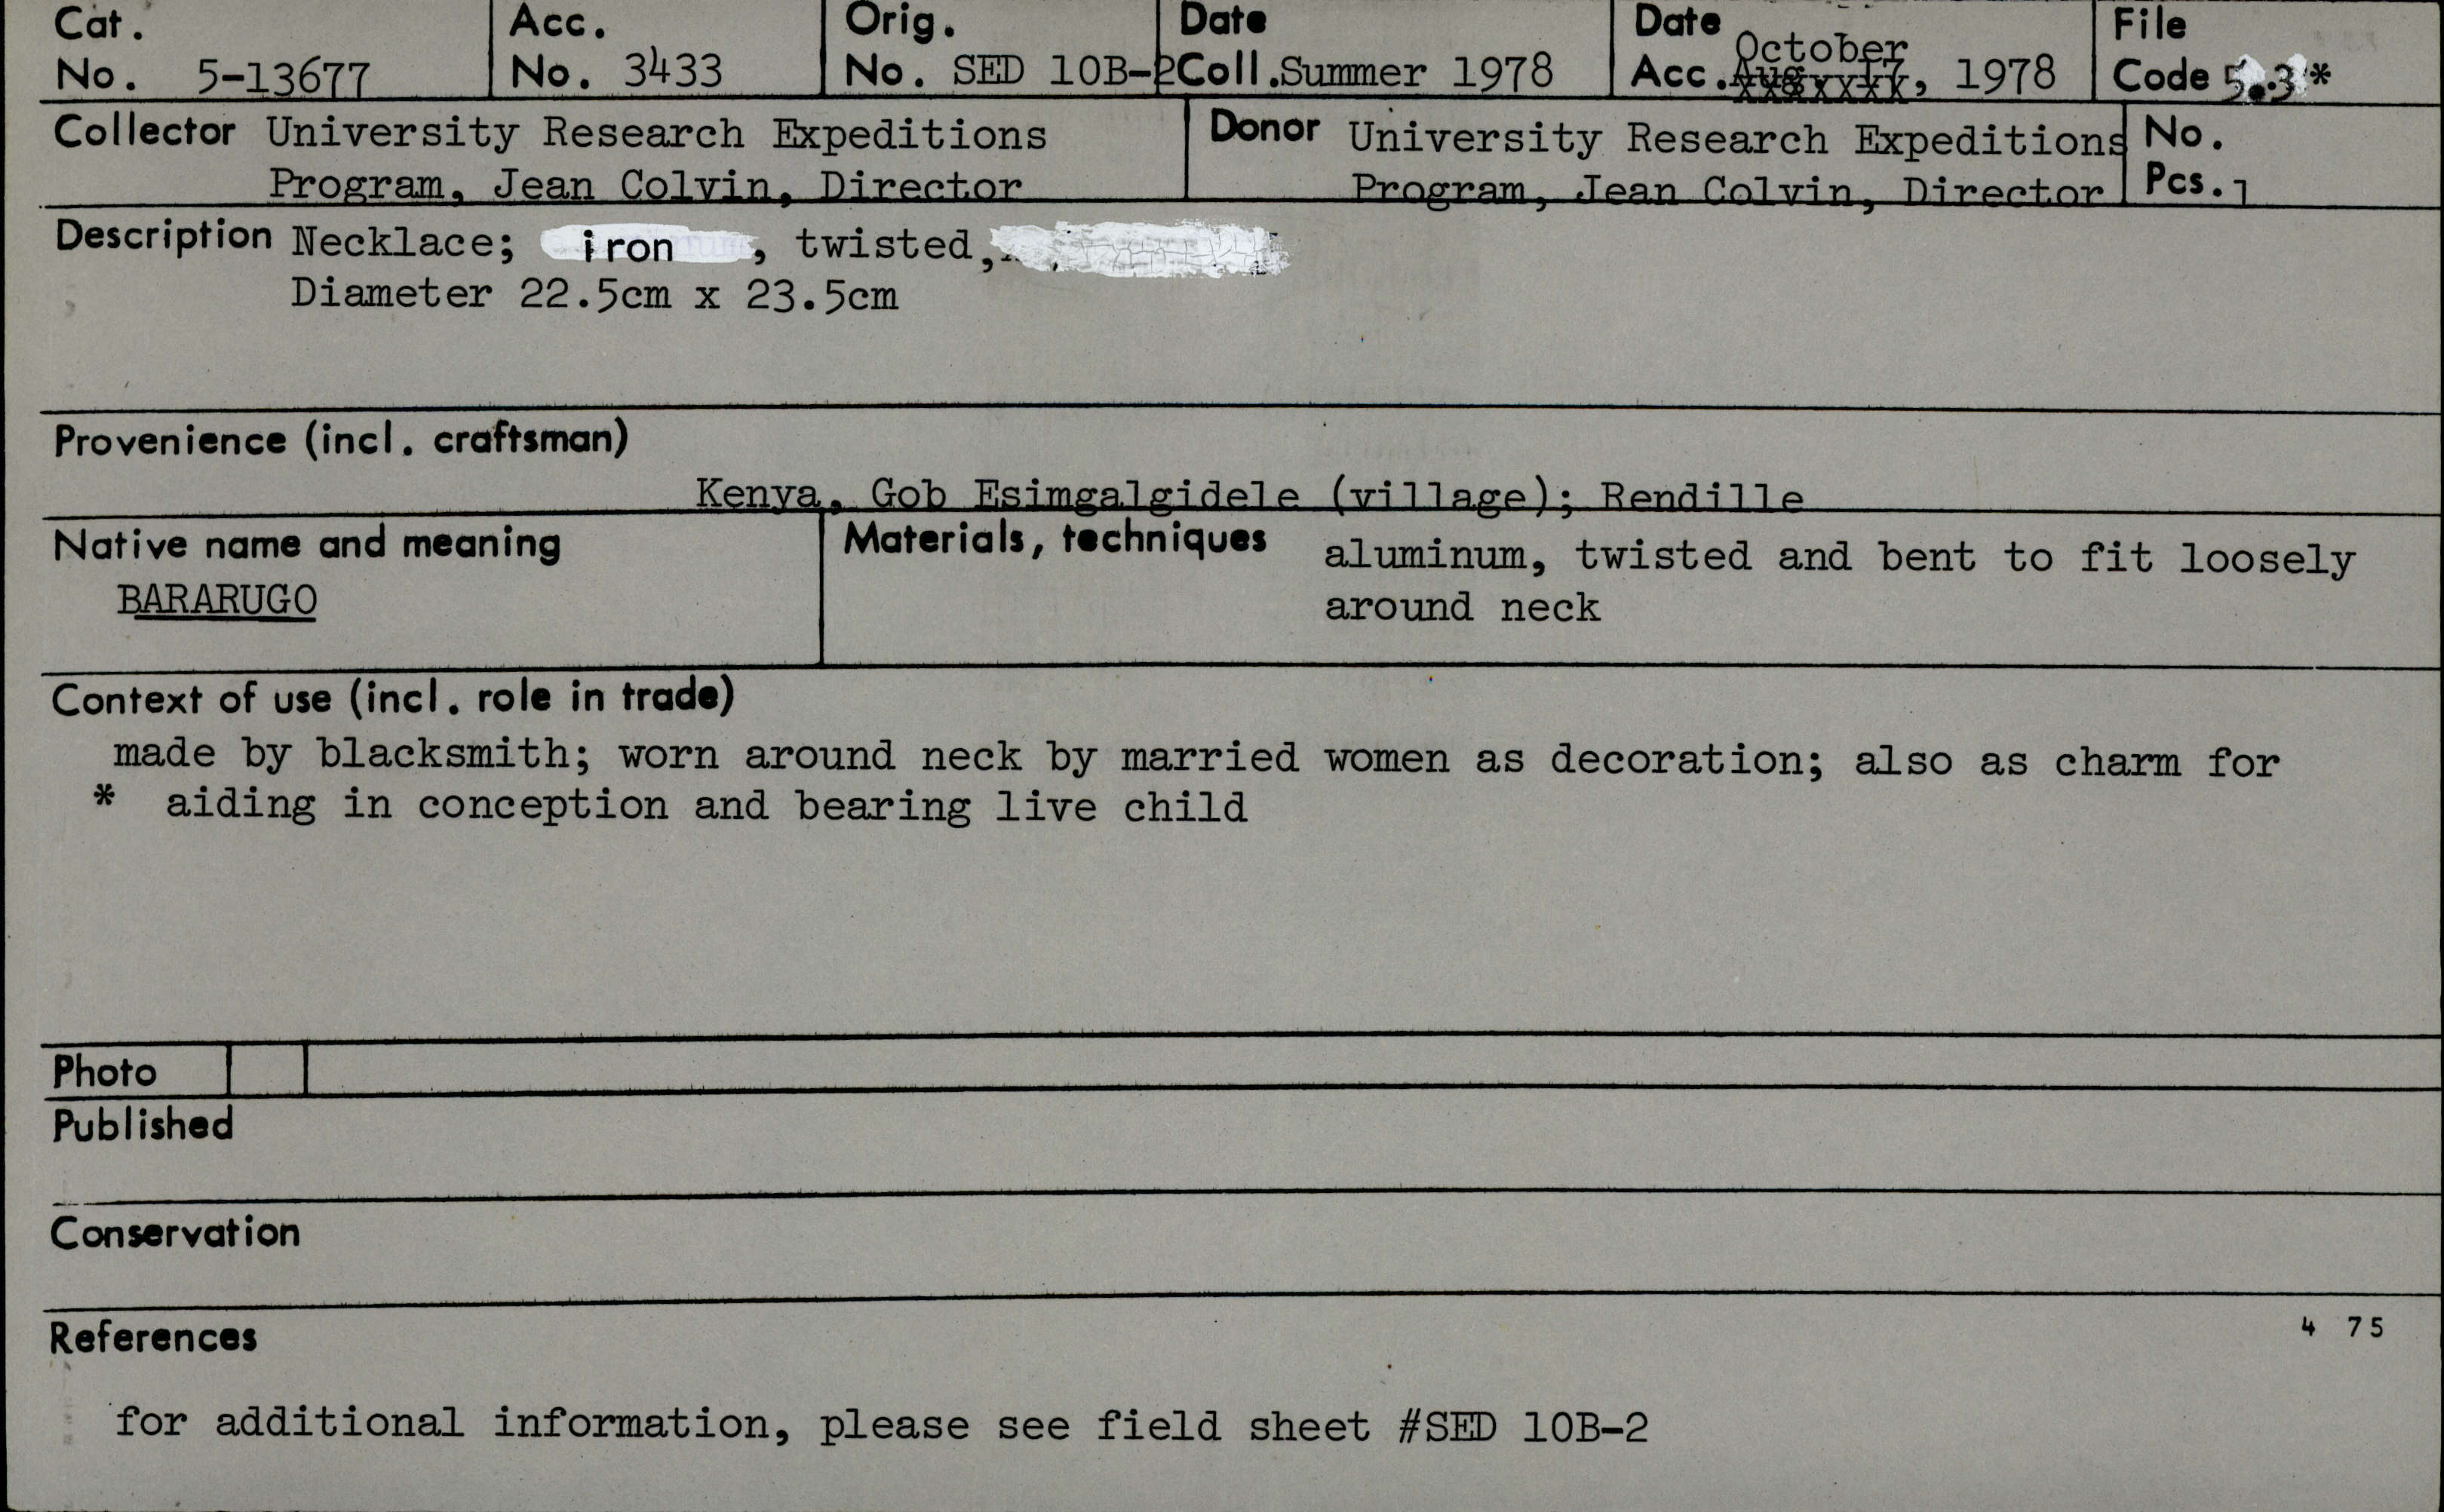 Cat. No. 5-13677
Acc. No. 3433
Orig. No. SED 10B-2
Date Coll. Summer 1978
Date Acc. October, 1978
File Code 5.3*
Collector University Research Expeditions
Program, Jean Colvin, Director
Donor University Research Expeditions
Program, Jean Colvin, Director
No. Pcs. 1
Description Necklace; iron, twisted,
Diameter 22.5cm x 23.5cm
Provenience (incl. craftsman)
Kenya, Gob Esimgalgidele (village); Rendille
Native name and meaning
BARARUGO
Materials, techniques aluminum, twisted and bent to fit loosely
around neck
Context of use (incl. role in trade)
made by blacksmith; worn around neck by married women as decoration; also as charm for
* aiding in conception and bearing live child
Photo
Published
Conservation
References
4 75
for additional information, please see field sheet #SED 10B-2